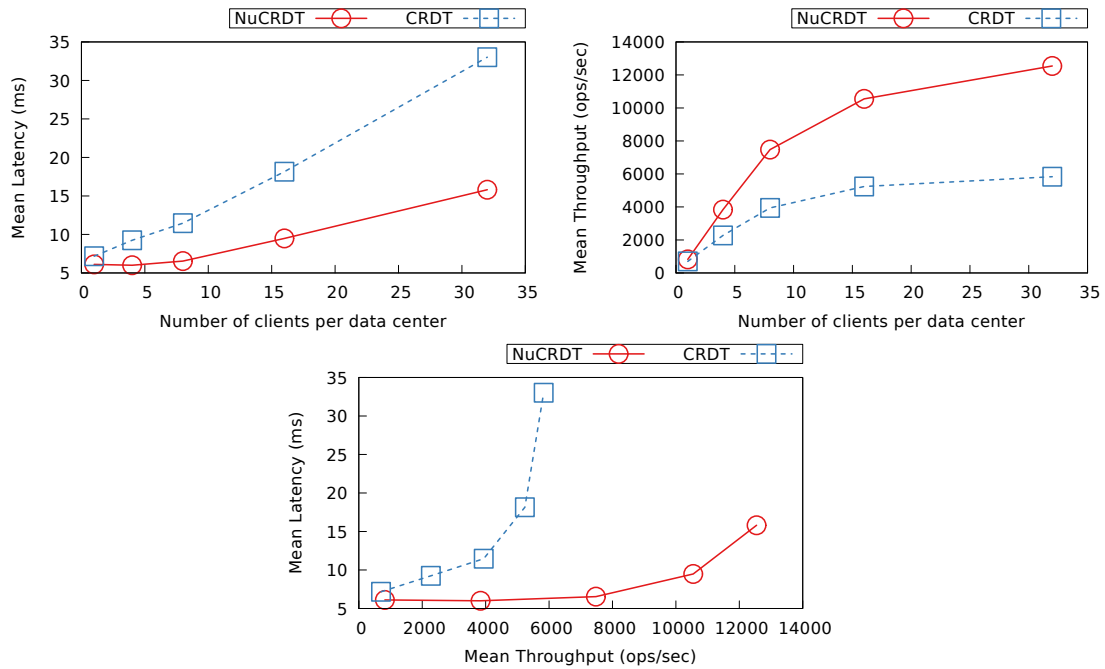 NuCRDT CRDT
35
30
25
20
15
10
5
Mean Latency (ms)
0 5 10 15 20 25 30 35
Number of clients per data center
NuCRDT CRDT
14000
12000
10000
8000
6000
4000
2000
0
Mean Throughput (ops/sec)
0 5 10 15 20 25 30 35
Number of clients per data center
NuCRDT CRDT
35
30
25
20
15
10
5
Mean Latency (ms)
0 2000 4000 6000 8000 10000 12000 14000
Mean Throughput (ops/sec)